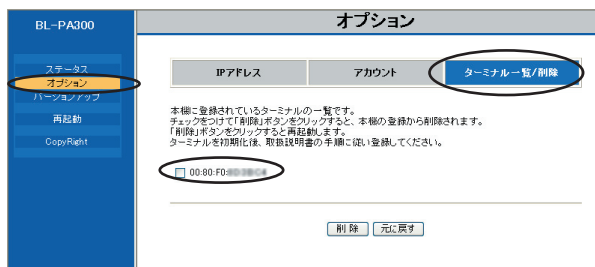 BL-PA300
オプション
ステータス
オプション
バージョンアップ
再起動
CopyRight
IPアドレス
アカウント
ターミナル一覧/削除
本機に登録されているターミナルの一覧です。
チェックをつけて「削除」ボタンをクリックすると、本機の登録から削除されます。
「削除」ボタンをクリックすると再起動します。
ターミナルを初期化後、取扱説明書の手順に従い登録してください。
00:80:F0:
削 除
元に戻す